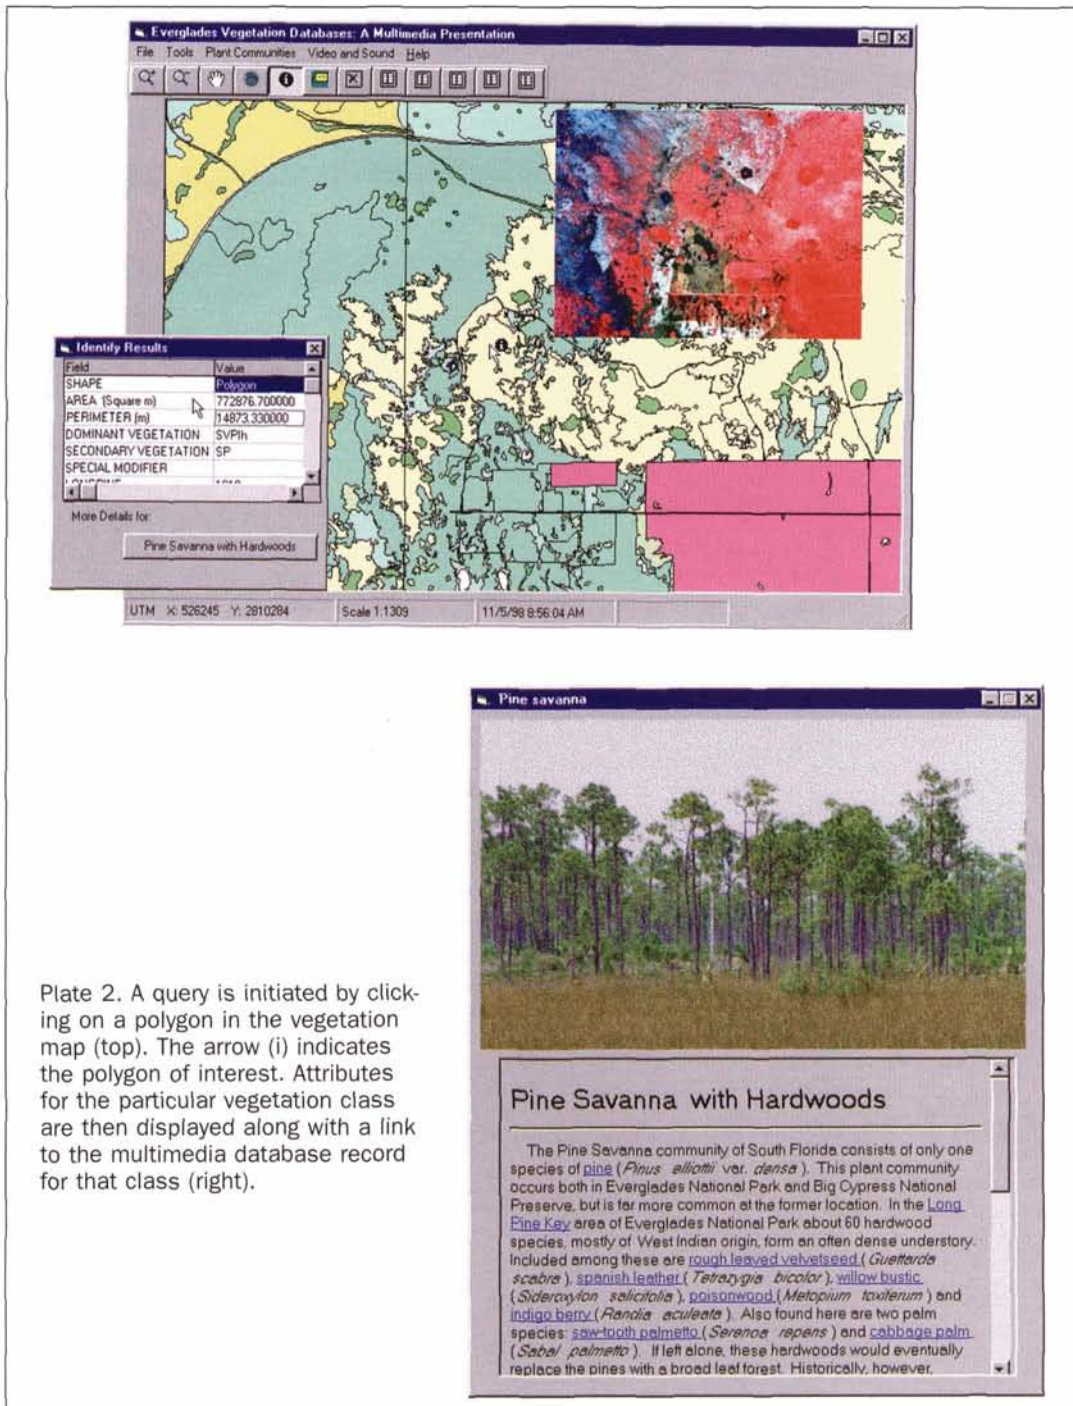 Everglades Vegetation Databases: A Multimedia Presentation
File Tools Plant Communities Video and Sound Help
Identify Results
Field Value
SHAPE Polygon
AREA (Square m) 772876.700000
PERIMETER (m) 14873.330000
DOMINANT VEGETATION SVPIh
SECONDARY VEGETATION SP
SPECIAL MODIFIER
More Details for:
Pine Savanna with Hardwoods
UTM X: 526245 Y: 2810284 Scale 1:1309 11/5/98 8:56:04 AM
Pine savanna
Plate 2. A query is initiated by click-
ing on a polygon in the vegetation
map (top). The arrow (i) indicates
the polygon of interest. Attributes
for the particular vegetation class
are then displayed along with a link
to the multimedia database record
for that class (right).
Pine Savanna with Hardwoods
The Pine Savanna community of South Florida consists of only one
species of pine (Pinus elliottii var. densa). This plant community
occurs both in Everglades National Park and Big Cypress National
Preserve, but is far more common at the former location. In the Long
Pine Key area of Everglades National Park about 60 hardwood
species, mostly of West Indian origin, form an often dense understory.
Included among these are rough leaved velvetseed (Guettarda
scabra), spanish leather (Tetrazygia bicolor), willow bustic
(Sideroxylon salicifolia), poisonwood (Metopium toxiferum) and
indigo berry (Randia aculeata). Also found here are two palm
species: saw-tooth palmetto (Serenoa repens) and cabbage palm
(Sabal palmetto). If left alone, these hardwoods would eventually
replace the pines with a broad leaf forest. Historically, however,